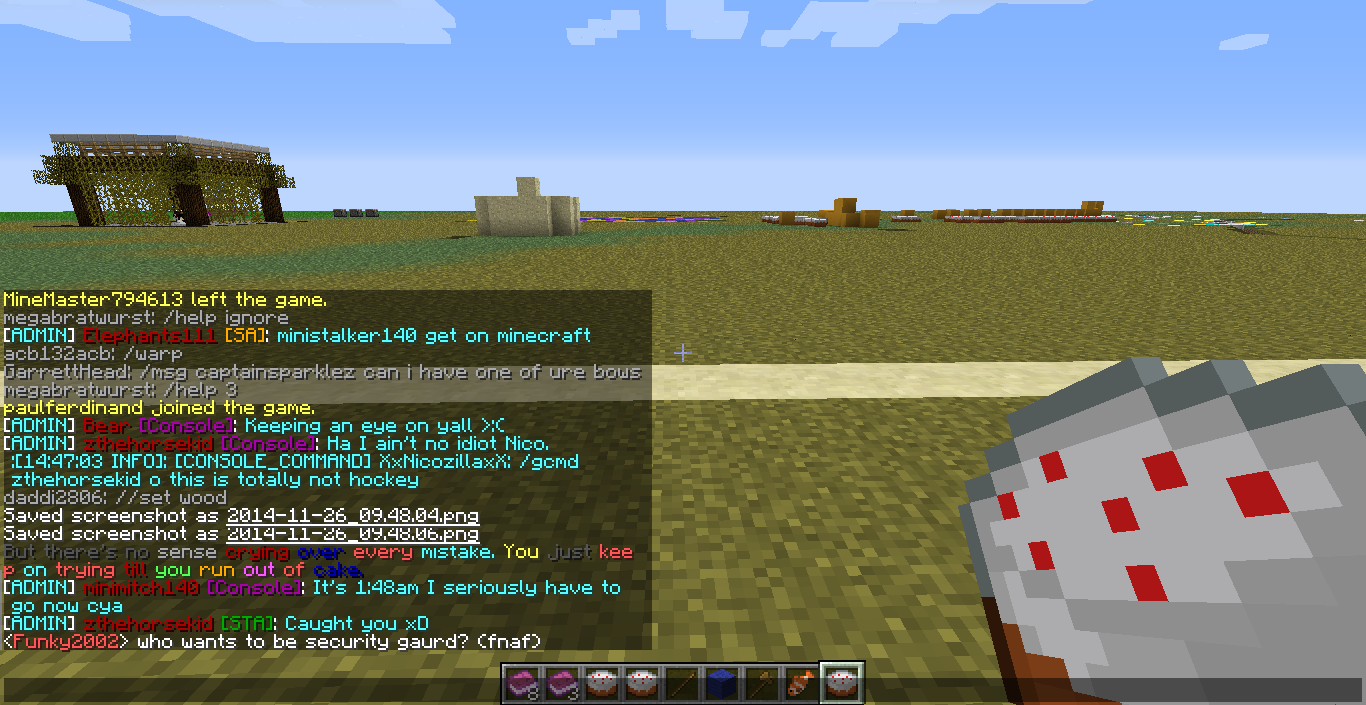 MineMaster794613 left the game.
megabratwurst: /help ignore
[ADMIN] Elephants111 [SA]: ministalker140 get on minecraft
acb132acb: /warp
GarrettHead: /msg captainsparklez can i have one of ure bows
megabratwurst: /help 3
paulferdinand joined the game.
[ADMIN] Bear [Console]: Keeping an eye on yall >:(
[ADMIN] zthehorsekid [Console]: Ha I ain't no idiot Nico.
:[14:47:03 INFO]: [CONSOLE_COMMAND] XxNicozillaxX: /gcmd
zthehorsekid o this is totally not hockey
daddi2806: //set wood
Saved screenshot as 2014-11-26_09.48.04.png
Saved screenshot as 2014-11-26_09.48.06.png
But there's no sense crying over every mistake. You just kee
p on trying till you run out of cake.
[ADMIN] minimitch140 [Console]: It's 1:48am I seriously have to
go now cya
[ADMIN] zthehorsekid [STA]: Caught you xD
<Funky2002> who wants to be security gaurd? (fnaf)
8 3